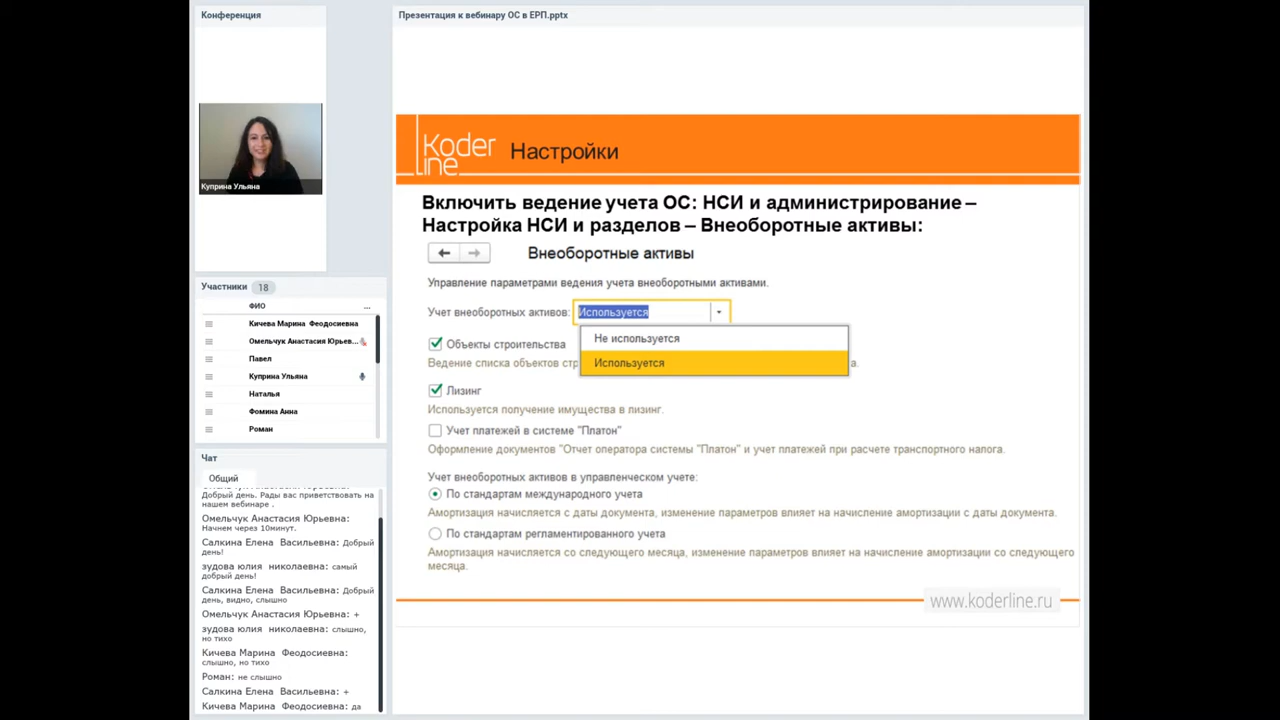 Конференция
Куприна Ульяна
Участники 18
ФИО ...
Кичева Марина Феодосиевна
Омельчук Анастасия Юрьев...
Павел
Куприна Ульяна
Наталья
Фомина Анна
Роман
Чат
Общий
Добрый день. Рады вас приветствовать на
нашем вебинаре .
Омельчук Анастасия Юрьевна:
Начнем через 10минут.
Салкина Елена Васильевна: Добрый
день!
зудова юлия николаевна: самый
добрый день!
Салкина Елена Васильевна: Добрый
день, видно, слышно
Омельчук Анастасия Юрьевна: +
зудова юлия николаевна: слышно,
но тихо
Кичева Марина Феодосиевна:
слышно, но тихо
Роман: не слышно
Салкина Елена Васильевна: +
Кичева Марина Феодосиевна: да
Презентация к вебинару ОС в ЕРП.pptx
Koder
line
Настройки
Включить ведение учета ОС: НСИ и администрирование –
Настройка НСИ и разделов – Внеоборотные активы:
Внеоборотные активы
Управление параметрами ведения учета внеоборотными активами.
Учет внеоборотных активов: Используется
Не используется
Объекты строительства
Ведение списка объектов стр
Используется
а.
Лизинг
Используется получение имущества в лизинг.
Учет платежей в системе "Платон"
Оформление документов "Отчет оператора системы "Платон" и учет платежей при расчете транспортного налога.
Учет внеоборотных активов в управленческом учете:
По стандартам международного учета
Амортизация начисляется с даты документа, изменение параметров влияет на начисление амортизации с даты документа.
По стандартам регламентированного учета
Амортизация начисляется со следующего месяца, изменение параметров влияет на начисление амортизации со следующего
месяца.
www.koderline.ru